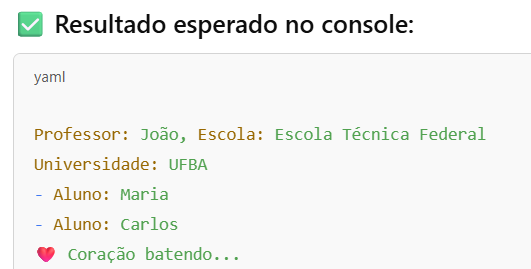 ✅ Resultado esperado no console:
yaml
Professor: João, Escola: Escola Técnica Federal
Universidade: UFBA
- Aluno: Maria
- Aluno: Carlos
❤️ Coração batendo...